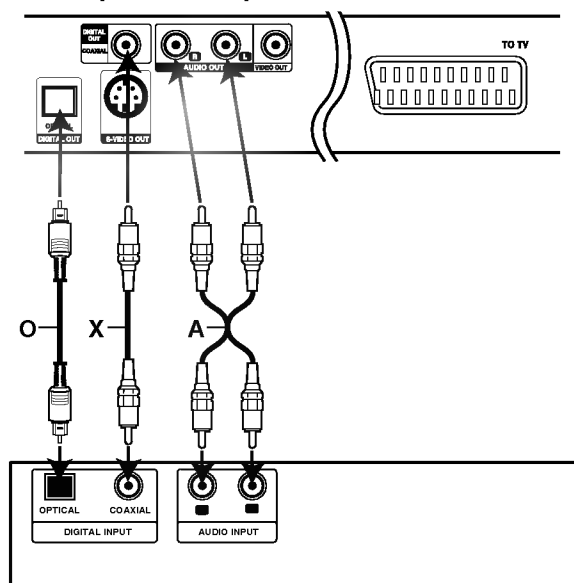 DIGITAL
OUT
COAXIAL
R
L
AUDIO OUT
VIDEO OUT
TO TV
OPTICAL
DIGITAL OUT
S-VIDEO OUT
O
X
A
OPTICAL
COAXIAL
DIGITAL INPUT
AUDIO INPUT